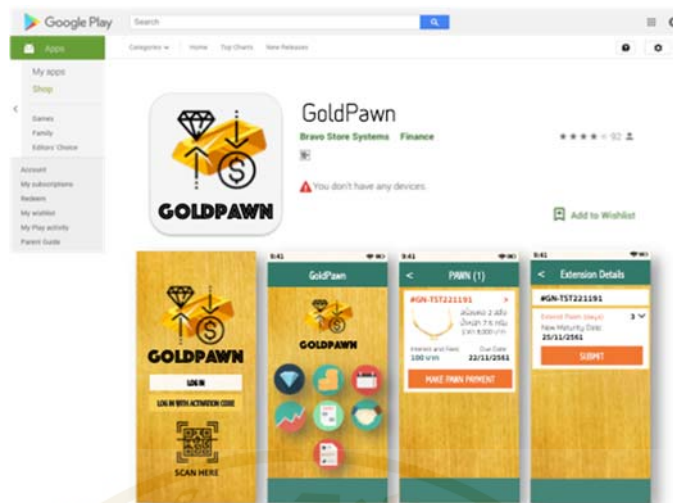 Google Play
Search
Apps
Categories
Home
Top Charts
New Releases
My apps
Shop
Games
Family
Editors' Choice
Account
My subscriptions
Redeem
My wishlist
My Play activity
Parent Guide
GOLDPAWN
GoldPawn
Bravo Store Systems Finance
92
You don't have any devices.
Add to Wishlist
GOLDPAWN
LOG IN
LOG IN WITH ACTIVATION CODE
SCAN HERE
9:41
GoldPawn
GOLDPAWN
9:41
< PAWN (1)
#GN-TST221191 >
Interest and Fees
Due Date:
100 บาท
22/11/2561
MAKE PAWN PAYMENT
9:41
< Extension Details
#GN-TST221191
Extend Pawn (days) 3
New Maturity Date:
25/11/2561
SUBMIT